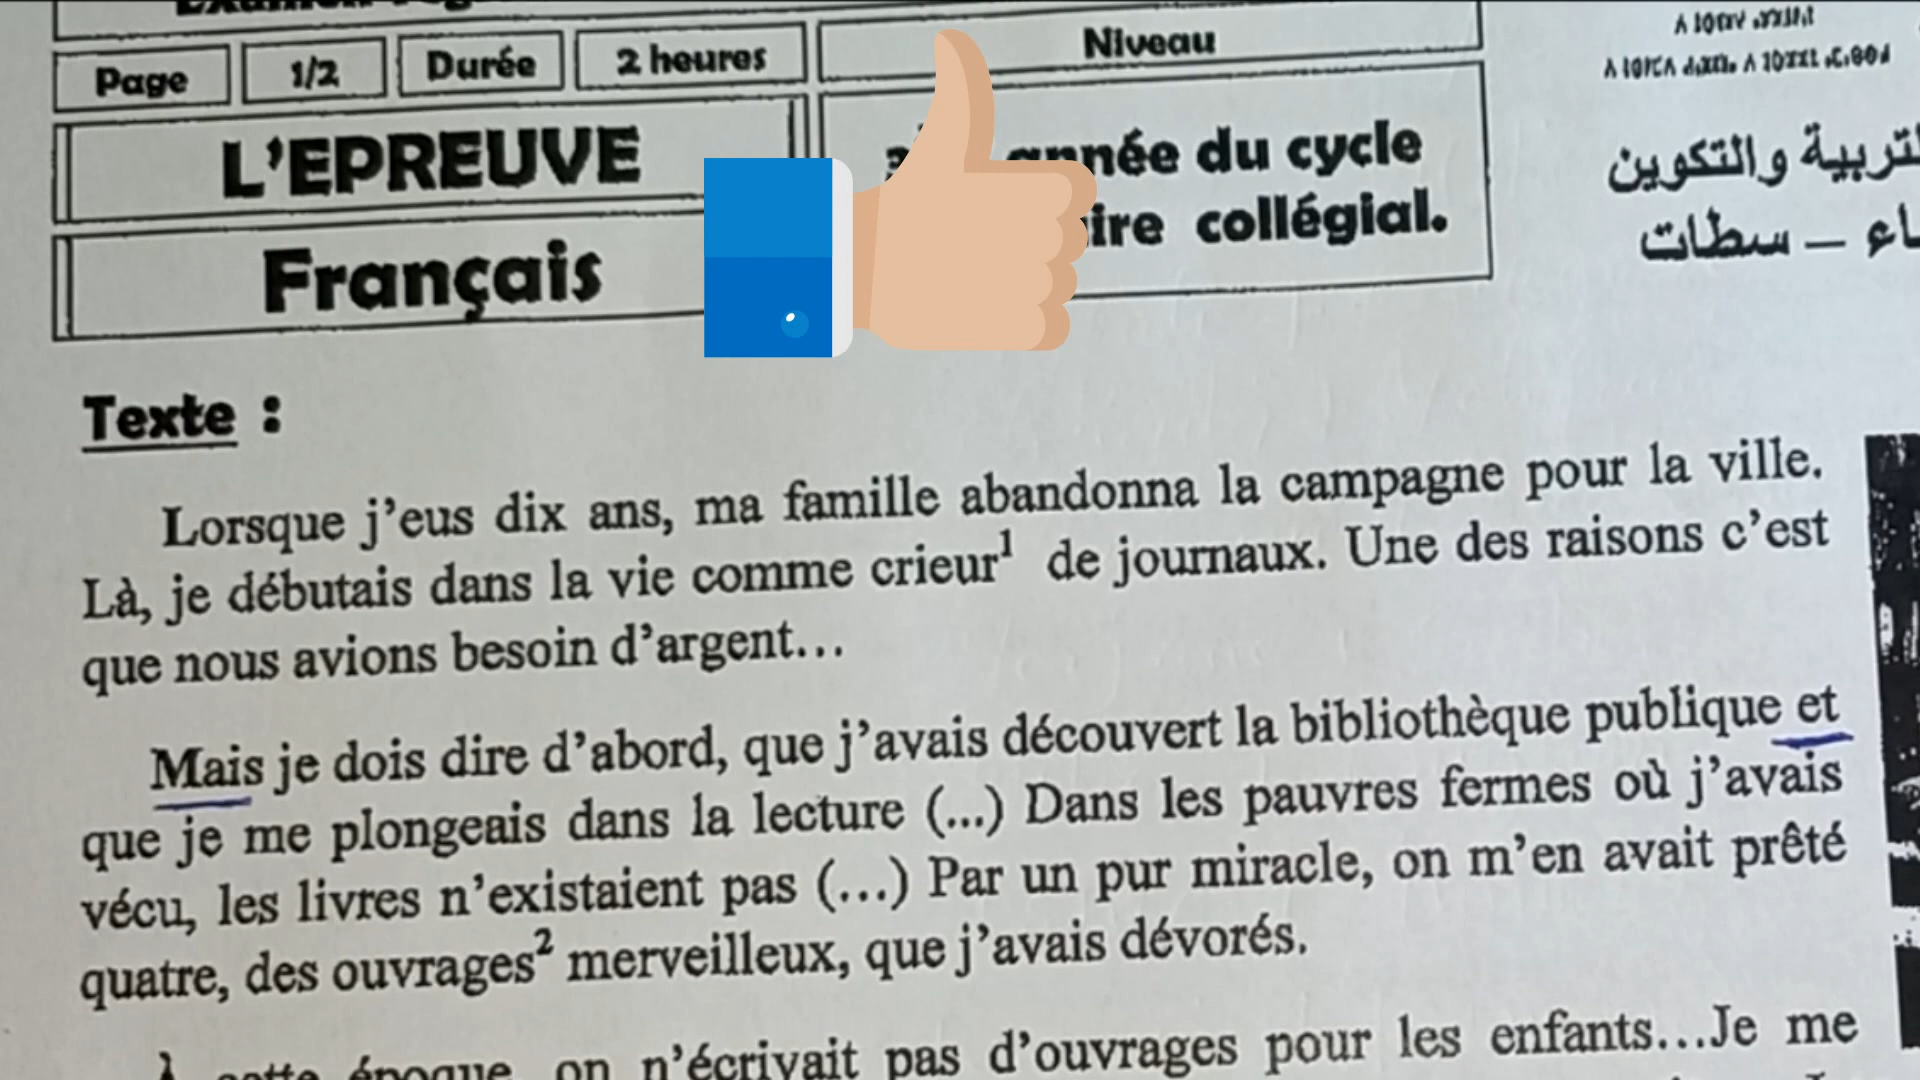 Page 1/2 Durée 2 heures Niveau
L'EPREUVE
année du cycle
collégial.
Français
والتكوين
سطات –
Texte :
Lorsque j'eus dix ans, ma famille abandonna la campagne pour la ville.
Là, je débutais dans la vie comme crieur¹ de journaux. Une des raisons c'est
que nous avions besoin d'argent…
Mais je dois dire d'abord, que j'avais découvert la bibliothèque publique et
que je me plongeais dans la lecture (...) Dans les pauvres fermes où j'avais
vécu, les livres n'existaient pas (…) Par un pur miracle, on m'en avait prêté
quatre, des ouvrages² merveilleux, que j'avais dévorés.
À cette époque, on n'écrivait pas d'ouvrages pour les enfants…Je me